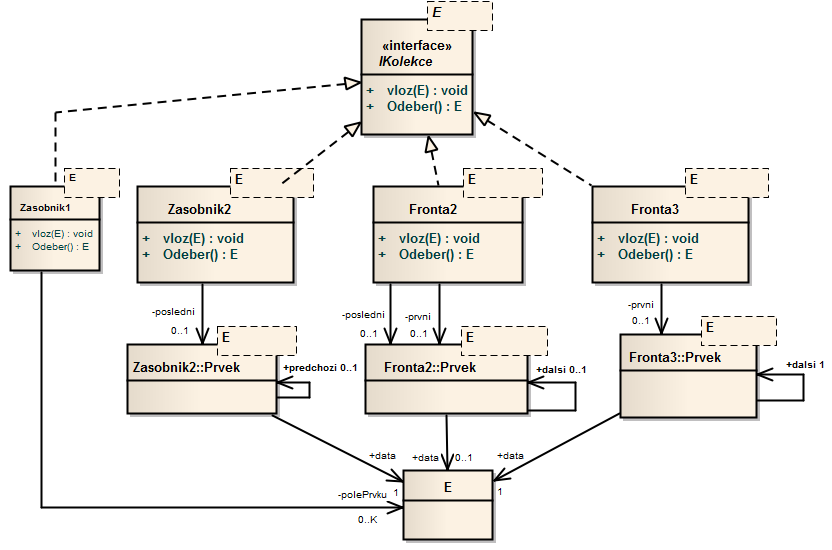 E
«interface»
IKolekce
+ vloz(E) : void
+ Odeber() : E
E
Zasobnik1
+ vloz(E) : void
+ Odeber() : E
E
Zasobnik2
+ vloz(E) : void
+ Odeber() : E
E
Fronta2
+ vloz(E) : void
+ Odeber() : E
E
Fronta3
+ vloz(E) : void
+ Odeber() : E
-posledni
0..1
-posledni
0..1
-prvni
0..1
-prvni
0..1
E
Zasobnik2::Prvek
+predchozi 0..1
E
Fronta2::Prvek
+dalsi 0..1
E
Fronta3::Prvek
+dalsi 1
+data
1
+data
0..1
+data
1
E
-polePrvku
0..K